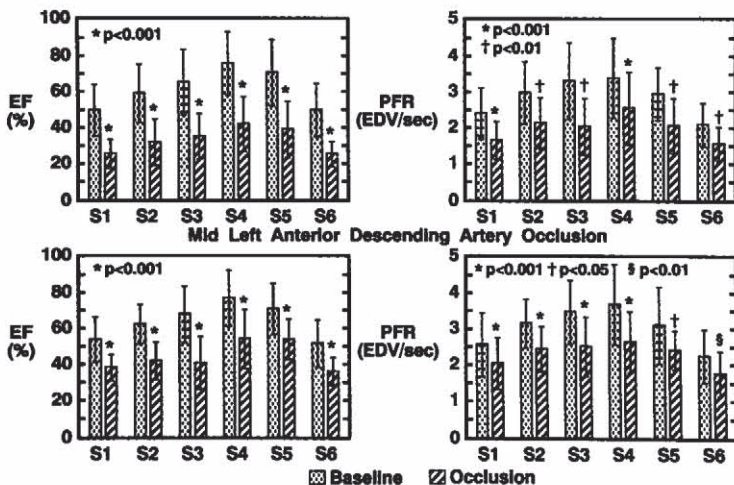 100
80
60
40
20
0
EF
(%)
* p<0.001
* * * * * *
S1 S2 S3 S4 S5 S6
5
4
3
2
1
0
PFR
(EDV/sec)
* p<0.001
† p<0.01
* † † * † †
S1 S2 S3 S4 S5 S6
Mid Left Anterior Descending Artery Occlusion
100
80
60
40
20
0
EF
(%)
* p<0.001
* * * * * *
S1 S2 S3 S4 S5 S6
5
4
3
2
1
0
PFR
(EDV/sec)
* p<0.001 † p<0.05 § p<0.01
* * * * † §
S1 S2 S3 S4 S5 S6
Baseline Occlusion